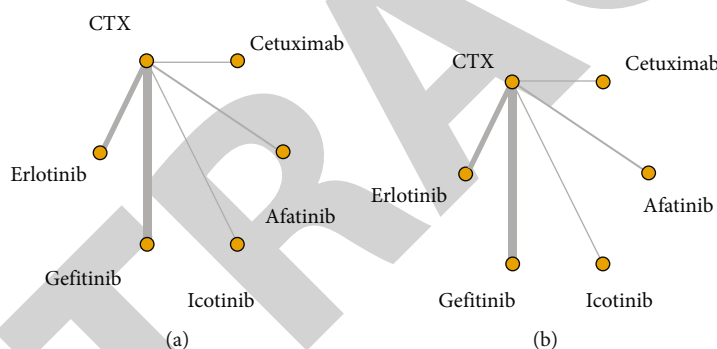 CTX
Cetuximab
Erlotinib
Afatinib
Gefitinib
Icotinib
(a)
CTX
Cetuximab
Erlotinib
Afatinib
Gefitinib
Icotinib
(b)